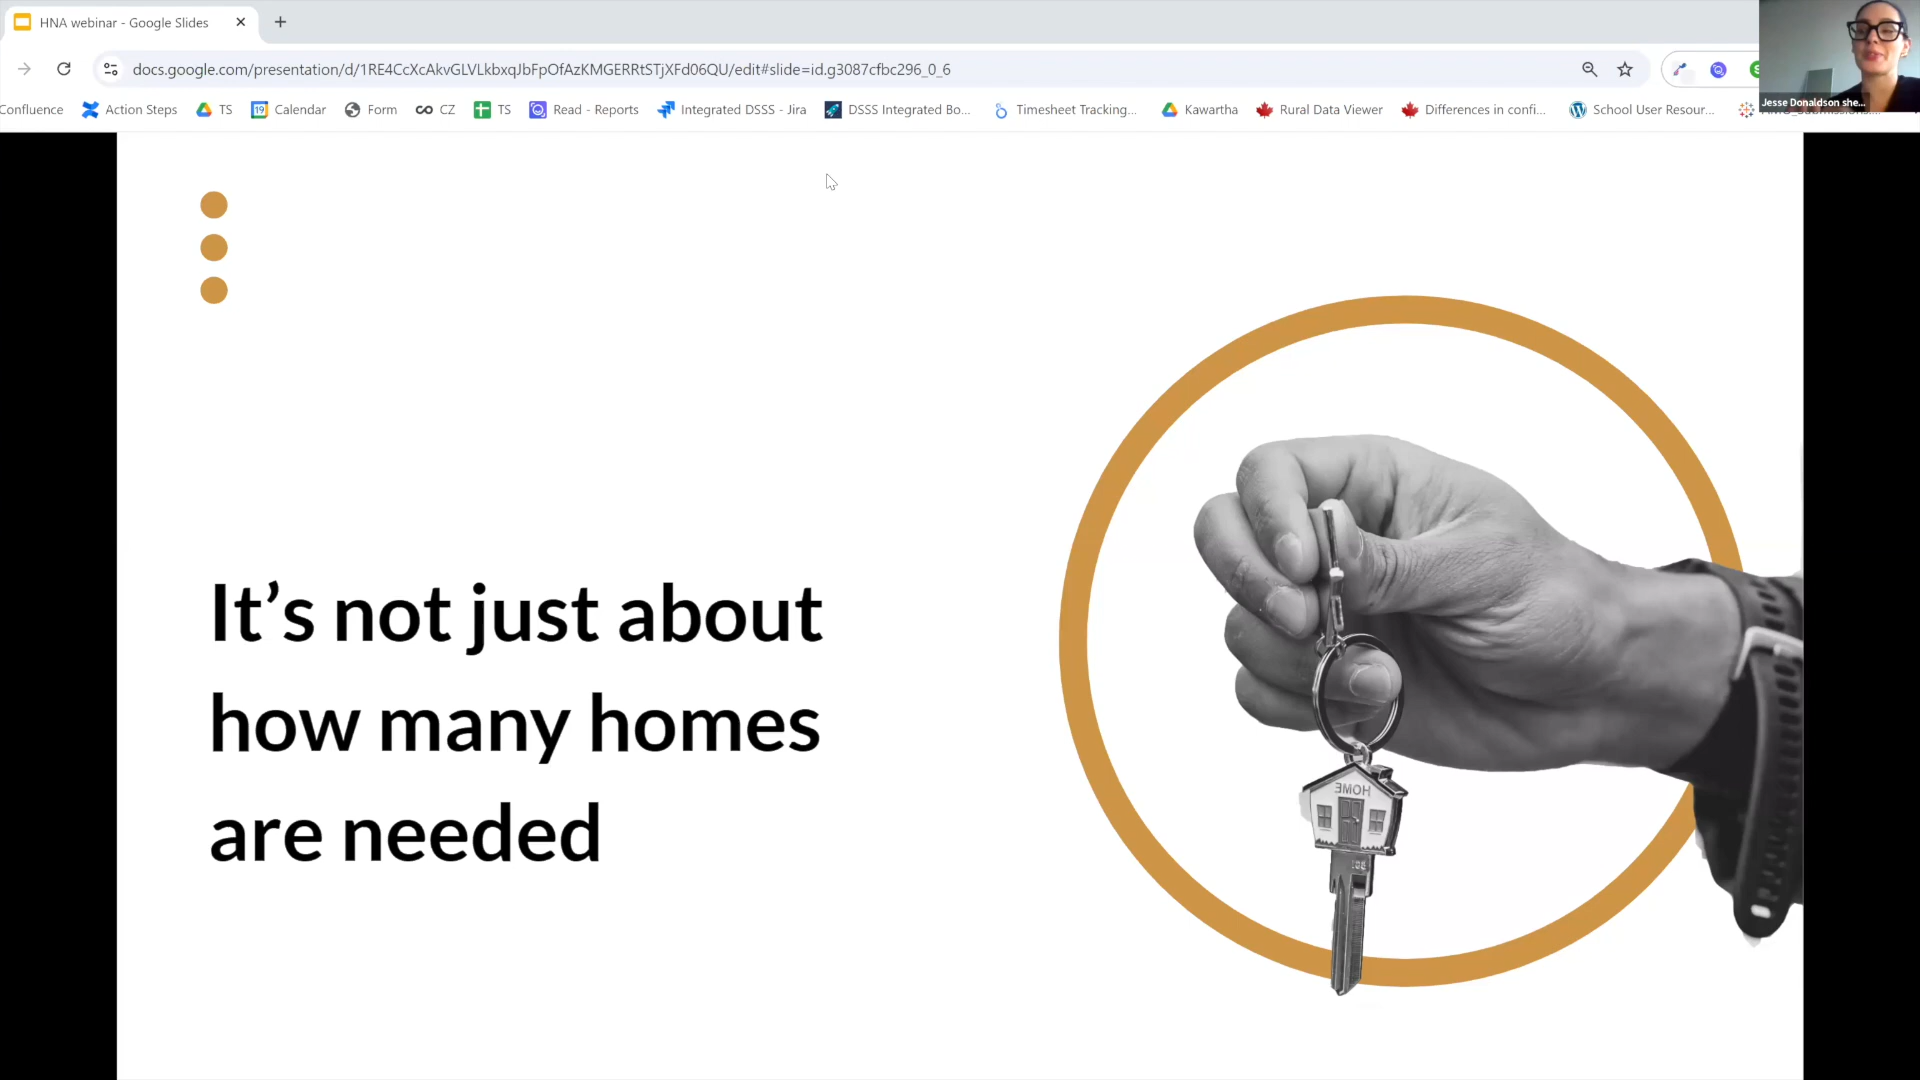 HNA webinar - Google Slides
docs.google.com/presentation/d/1RE4CcXcAkvGLVLkbxqJbFpOfAzKMGERRtSTjXFd06QU/edit#slide=id.g3087cfbc296_0_6
Confluence Action Steps TS Calendar Form CZ TS Read - Reports Integrated DSSS - Jira DSSS Integrated Bo... Timesheet Tracking... Kawartha Rural Data Viewer Differences in confi... School User Resour...
19
Jesse Donaldson she...
It’s not just about
how many homes
are needed
HOME